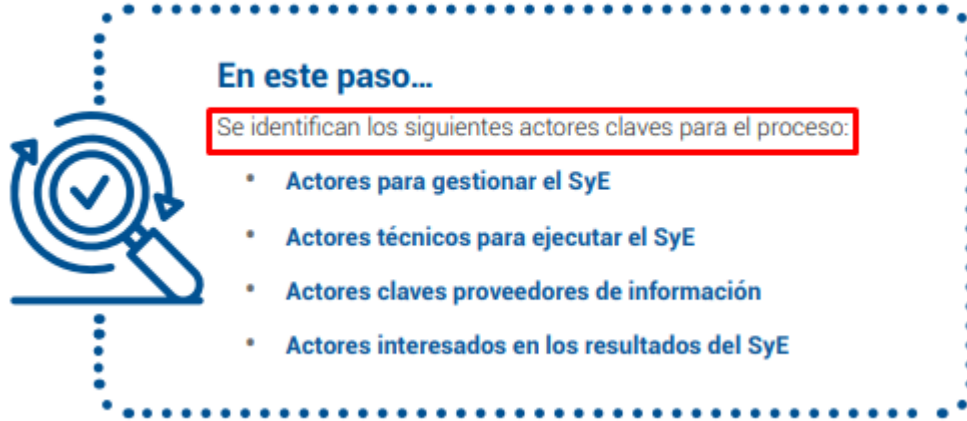 En este paso...
Se identifican los siguientes actores claves para el proceso:
• Actores para gestionar el SyE
• Actores técnicos para ejecutar el SyE
• Actores claves proveedores de información
• Actores interesados en los resultados del SyE